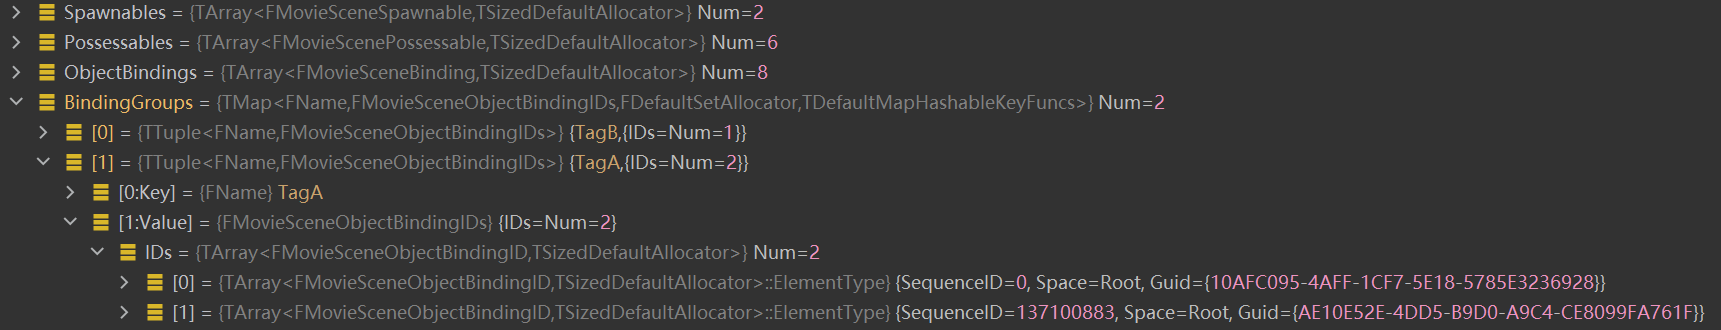 Spawnables = {TArray<FMovieSceneSpawnable,TSizedDefaultAllocator>} Num=2
Possessables = {TArray<FMovieScenePossessable,TSizedDefaultAllocator>} Num=6
ObjectBindings = {TArray<FMovieSceneBinding,TSizedDefaultAllocator>} Num=8
BindingGroups = {TMap<FName,FMovieSceneObjectBindingIDs,FDefaultSetAllocator,TDefaultMapHashableKeyFuncs>} Num=2
[0] = {TTuple<FName,FMovieSceneObjectBindingIDs>} {TagB,{IDs=Num=1}}
[1] = {TTuple<FName,FMovieSceneObjectBindingIDs>} {TagA,{IDs=Num=2}}
[0:Key] = {FName} TagA
[1:Value] = {FMovieSceneObjectBindingIDs} {IDs=Num=2}
IDs = {TArray<FMovieSceneObjectBindingID,TSizedDefaultAllocator>} Num=2
[0] = {TArray<FMovieSceneObjectBindingID,TSizedDefaultAllocator>::ElementType} {SequenceID=0, Space=Root, Guid={10AFC095-4AFF-1CF7-5E18-5785E3236928}}
[1] = {TArray<FMovieSceneObjectBindingID,TSizedDefaultAllocator>::ElementType} {SequenceID=137100883, Space=Root, Guid={AE10E52E-4DD5-B9D0-A9C4-CE8099FA761F}}